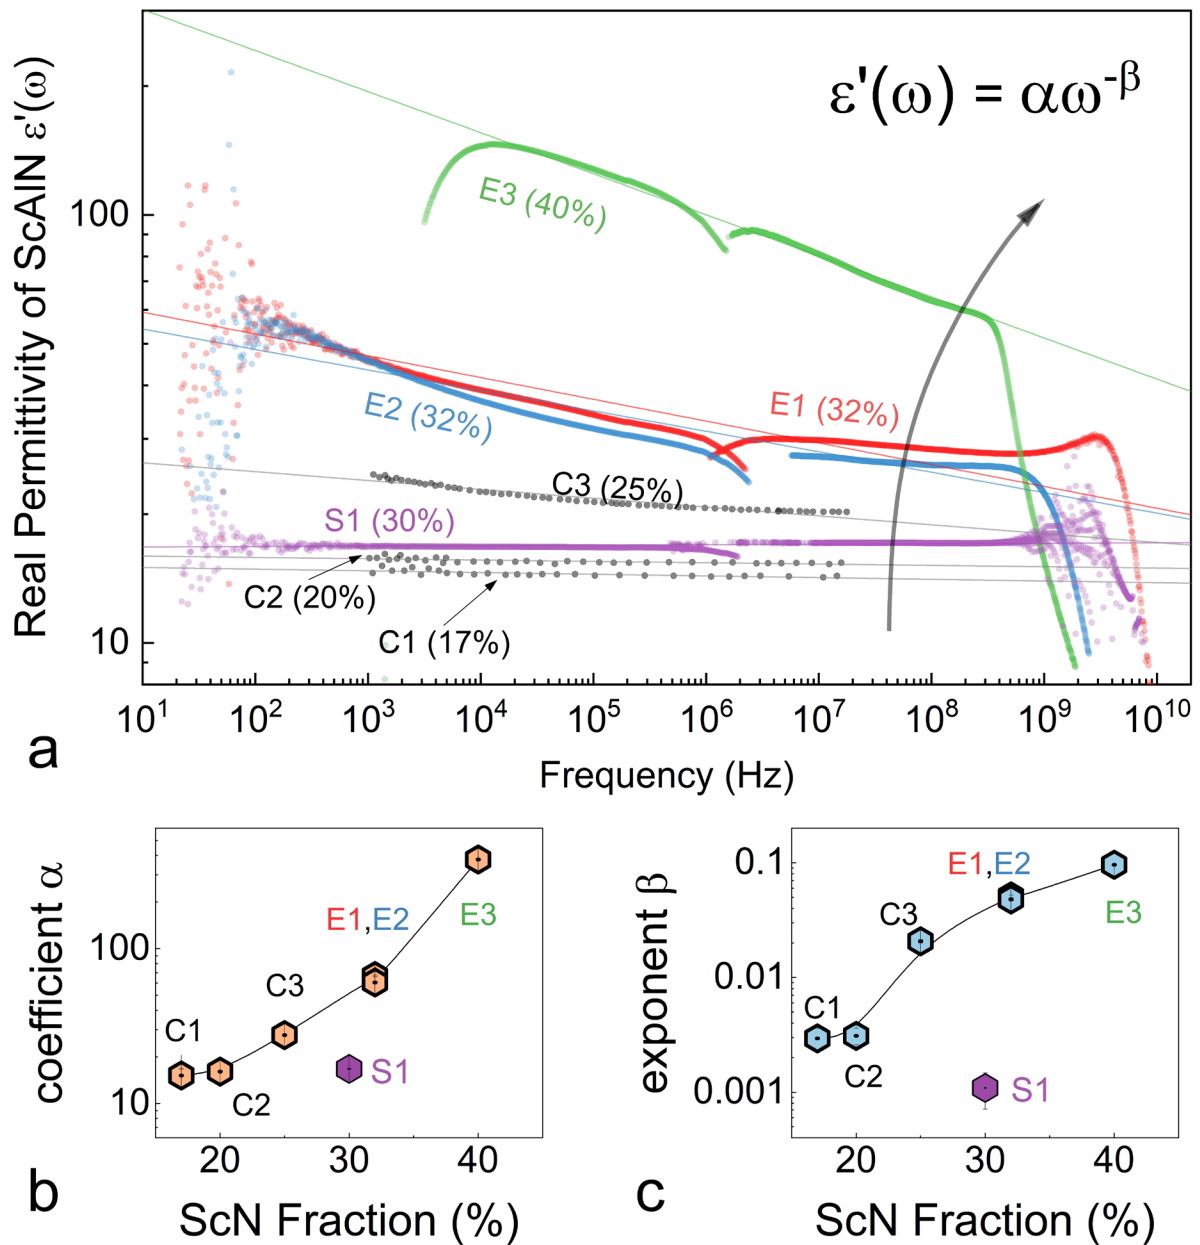 Real Permittivity of ScAlN ε'(ω)
ε'(ω) = αω^-β
100
10
E3 (40%)
E1 (32%)
E2 (32%)
C3 (25%)
S1 (30%)
C2 (20%)
C1 (17%)
10^1 10^2 10^3 10^4 10^5 10^6 10^7 10^8 10^9 10^10
a
Frequency (Hz)
coefficient α
100
10
E1,E2
E3
C3
C1
S1
C2
20 30 40
b
ScN Fraction (%)
exponent β
0.1
0.01
0.001
E1,E2
E3
C3
C1
C2
S1
20 30 40
c
ScN Fraction (%)